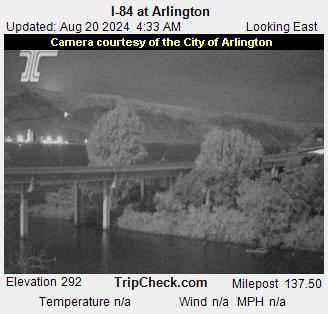 I-84 at Arlington
Updated: Aug 20 2024 4:33 AM Looking East
Camera courtesy of the City of Arlington
Elevation 292 TripCheck.com Milepost 137.50
Temperature n/a Wind n/a MPH n/a